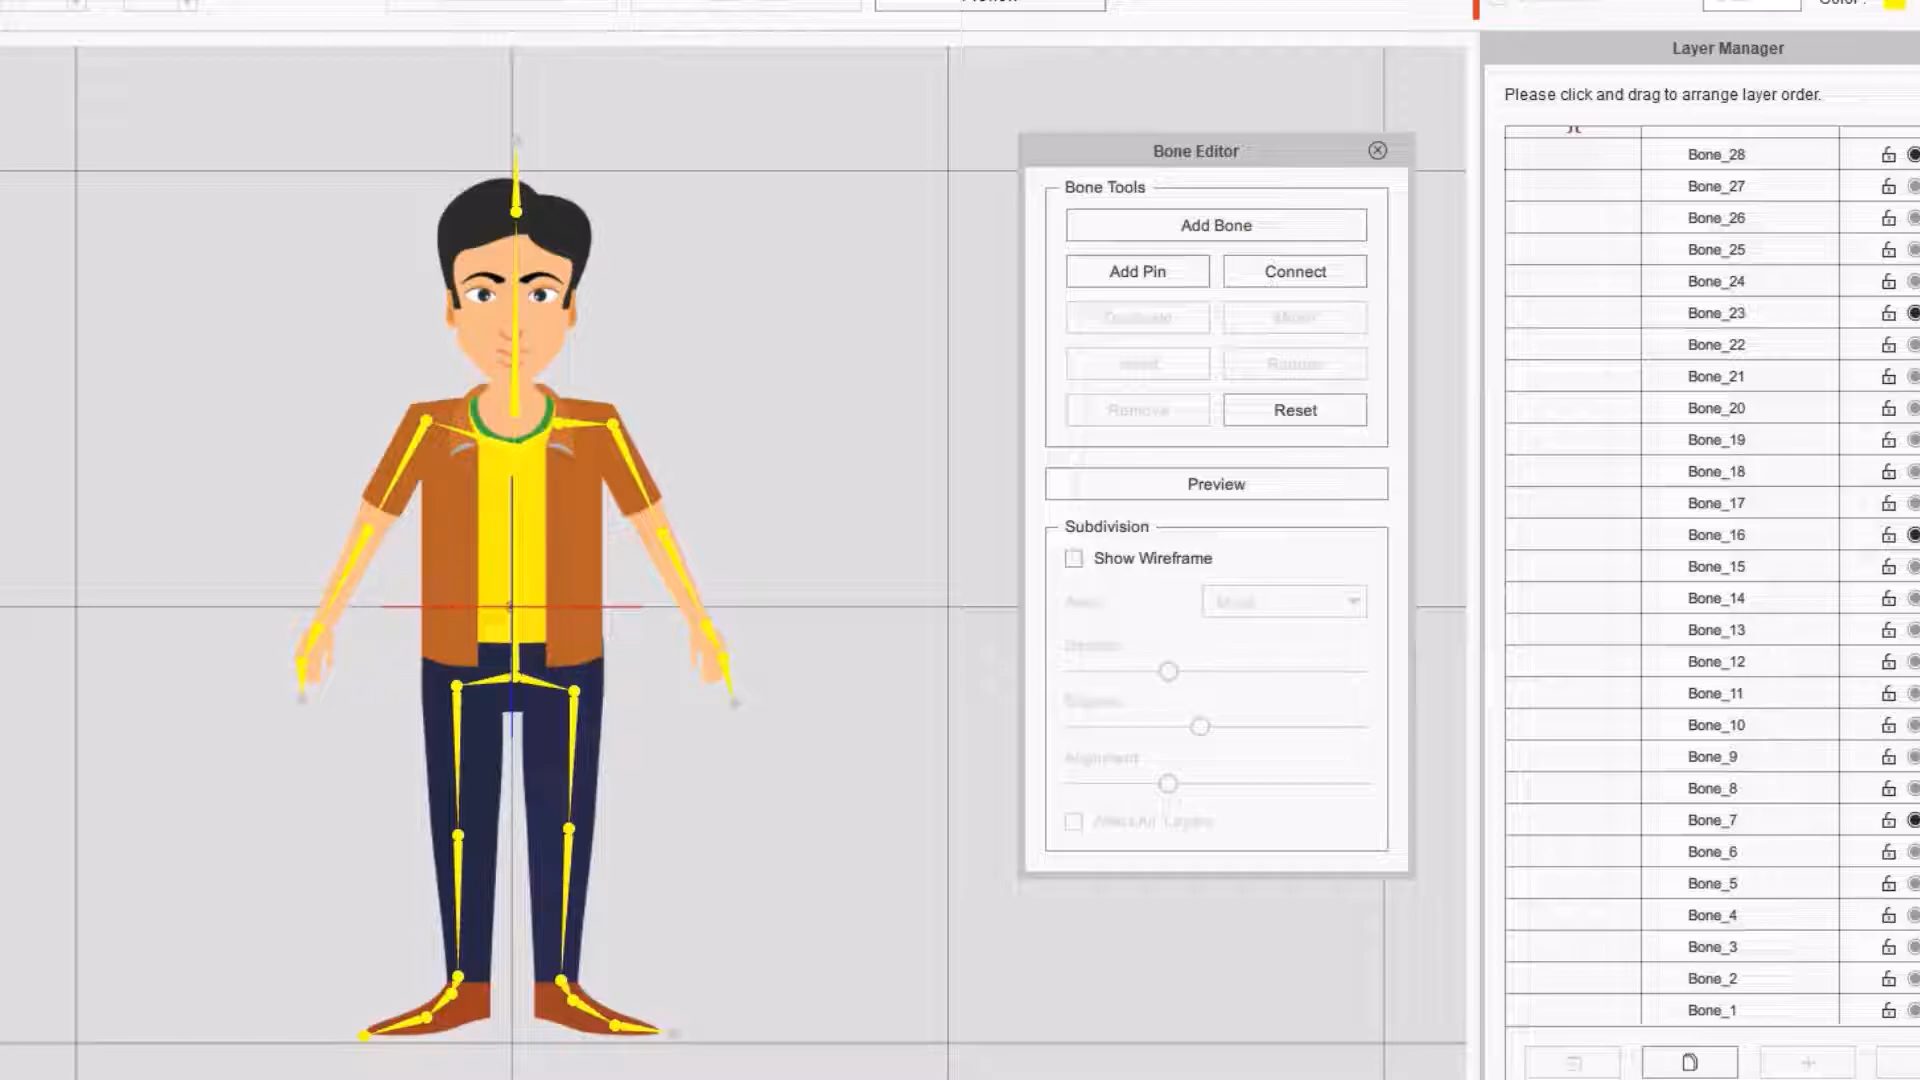 Layer Manager
Please click and drag to arrange layer order.
Bone Editor
Bone Tools
Add Bone
Add Pin
Connect
Remove
Reset
Preview
Subdivision
Show Wireframe
Alignment
Bone_28
Bone_27
Bone_26
Bone_25
Bone_24
Bone_23
Bone_22
Bone_21
Bone_20
Bone_19
Bone_18
Bone_17
Bone_16
Bone_15
Bone_14
Bone_13
Bone_12
Bone_11
Bone_10
Bone_9
Bone_8
Bone_7
Bone_6
Bone_5
Bone_4
Bone_3
Bone_2
Bone_1